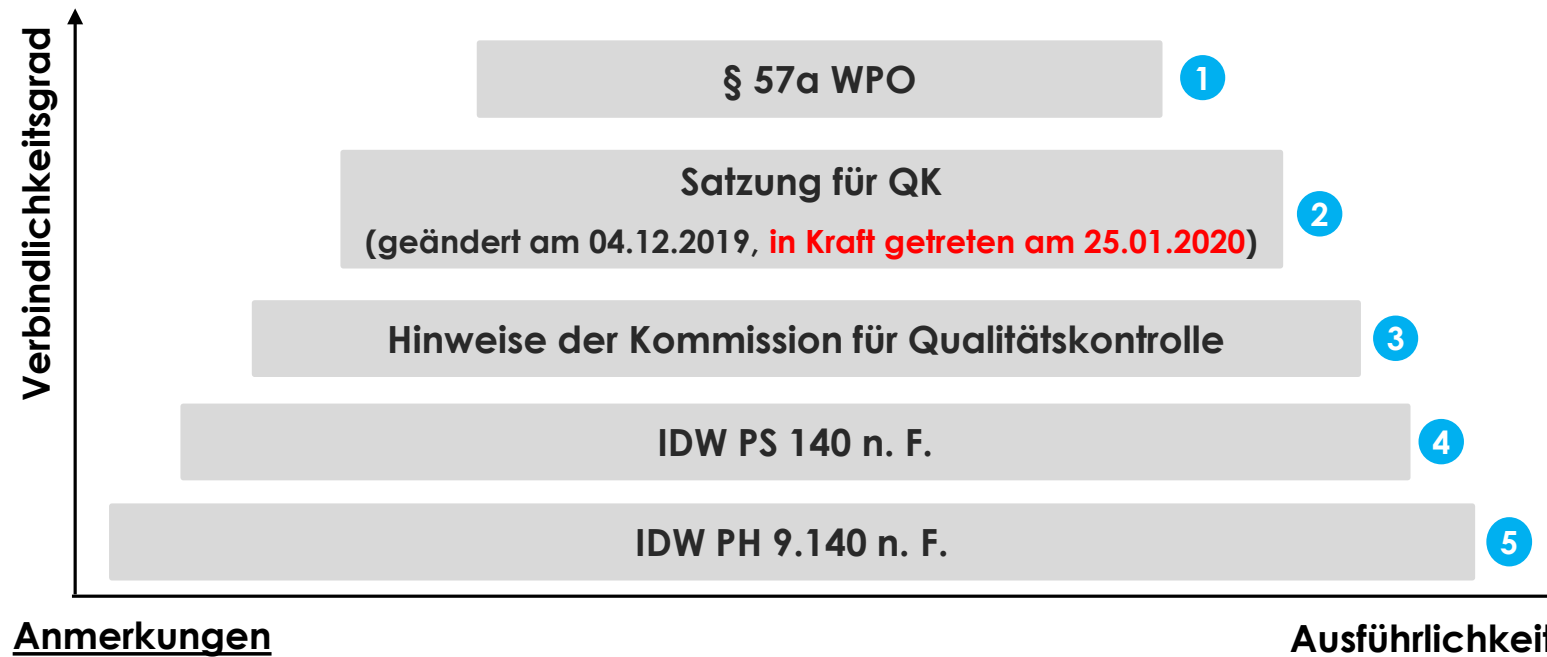 Verbindlichkeitsgrad
§ 57a WPO
1
Satzung für QK
(geändert am 04.12.2019, in Kraft getreten am 25.01.2020)
2
Hinweise der Kommission für Qualitätskontrolle
3
IDW PS 140 n. F.
4
IDW PH 9.140 n. F.
5
Anmerkungen
Ausführlichkeit